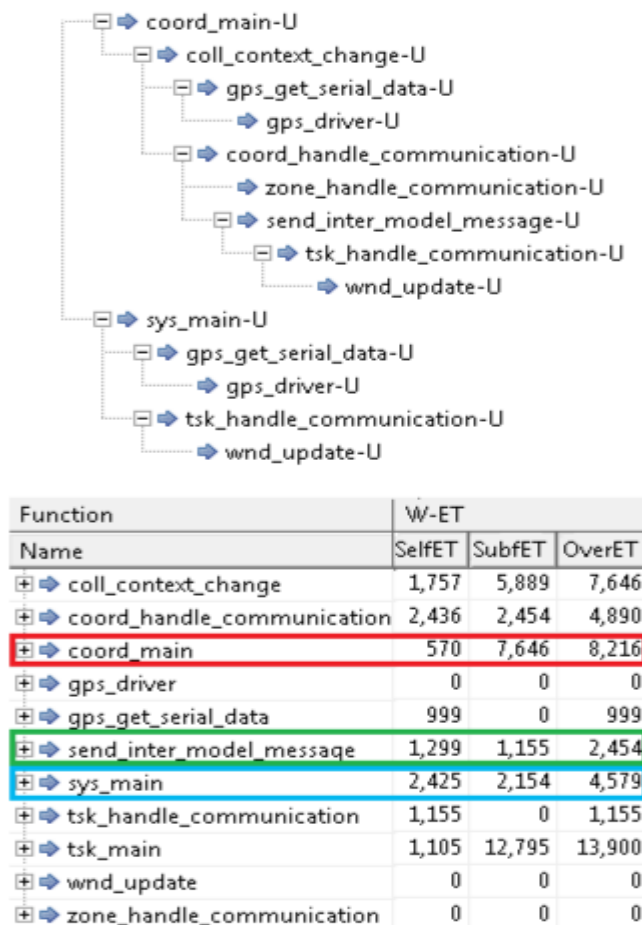 coord_main-U
coll_context_change-U
gps_get_serial_data-U
gps_driver-U
coord_handle_communication-U
zone_handle_communication-U
send_inter_model_message-U
tsk_handle_communication-U
wnd_update-U
sys_main-U
gps_get_serial_data-U
gps_driver-U
tsk_handle_communication-U
wnd_update-U
Function W-ET
Name SelfET SubfET OverET
coll_context_change 1,757 5,889 7,646
coord_handle_communication 2,436 2,454 4,890
coord_main 570 7,646 8,216
gps_driver 0 0 0
gps_get_serial_data 999 0 999
send_inter_model_message 1,299 1,155 2,454
sys_main 2,425 2,154 4,579
tsk_handle_communication 1,155 0 1,155
tsk_main 1,105 12,795 13,900
wnd_update 0 0 0
zone_handle_communication 0 0 0